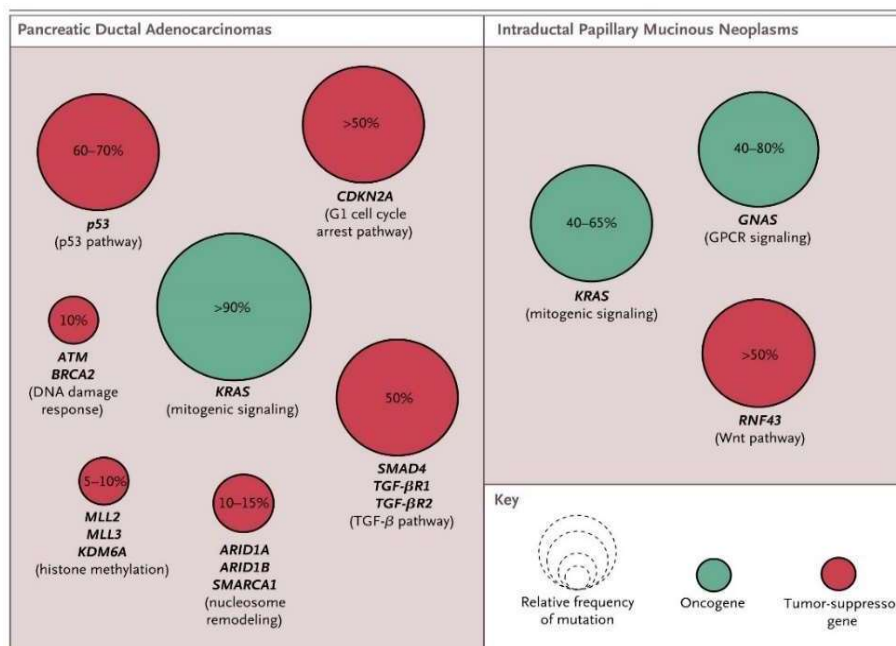 Pancreatic Ductal Adenocarcinomas
60–70%
p53
(p53 pathway)
>50%
CDKN2A
(G1 cell cycle
arrest pathway)
10%
ATM
BRCA2
(DNA damage
response)
>90%
KRAS
(mitogenic signaling)
50%
SMAD4
TGF-βR1
TGF-βR2
(TGF-β pathway)
5–10%
MLL2
MLL3
KDM6A
(histone methylation)
10–15%
ARID1A
ARID1B
SMARCA1
(nucleosome
remodeling)
Intraductal Papillary Mucinous Neoplasms
40–65%
KRAS
(mitogenic signaling)
40–80%
GNAS
(GPCR signaling)
>50%
RNF43
(Wnt pathway)
Key
Relative frequency
of mutation
Oncogene
Tumor-suppresso
gene